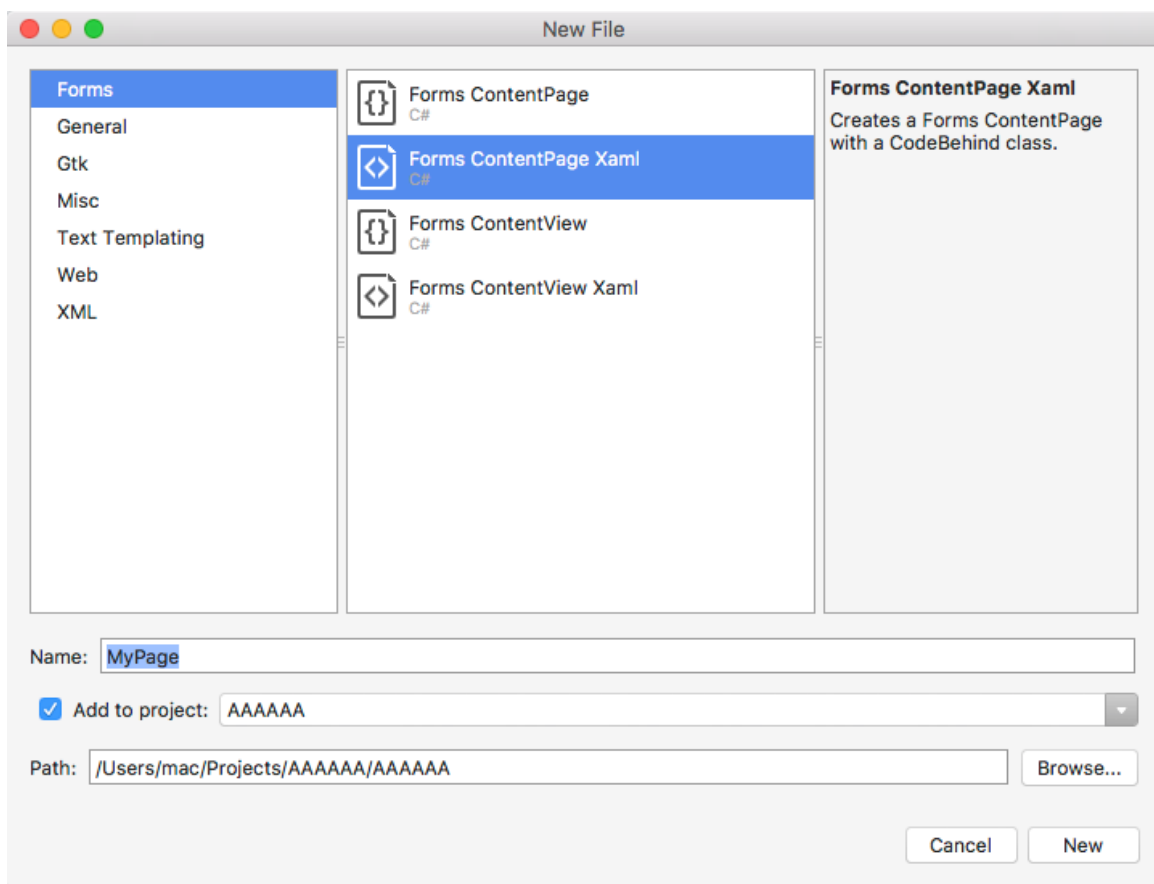 New File
Forms
General
Gtk
Misc
Text Templating
Web
XML
Forms ContentPage
C#
Forms ContentPage Xaml
C#
Forms ContentView
C#
Forms ContentView Xaml
C#
Forms ContentPage Xaml
Creates a Forms ContentPage
with a CodeBehind class.
Name: MyPage
Add to project: AAAAAA
Path: /Users/mac/Projects/AAAAAA/AAAAAA Browse...
Cancel New